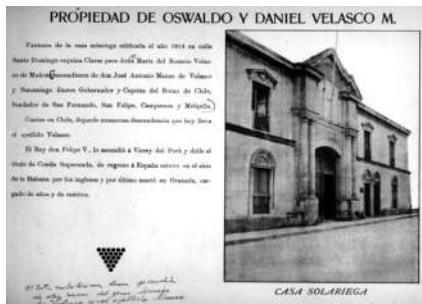 PROPIEDAD DE OSWALDO Y DANIEL VELASCO M.
Fantasía de la casa solariega edificada el año 1914 en calle
Santo Domingo esquina Claras para doña María del Rosario Velas-
co de Muñoz descendiente de don José Antonio Manso de Velasco
y Samaniego Justes Gobernador y Capitán del Reino de Chile,
fundador de San Fernando, San Felipe, Cauquenes y Melipilla.
Casóse en Chile, dejando numerosa descendencia que hoy lleva
el apellido Velasco.
El Rey don Felipe V., le ascendió á Virrey del Perú y dióle el
título de Conde Superunda, de regreso á España estuvo en el sitio
de la Habana por los ingleses y por último murió en Granada, car-
gado de años y de méritos.
CASA SOLARIEGA